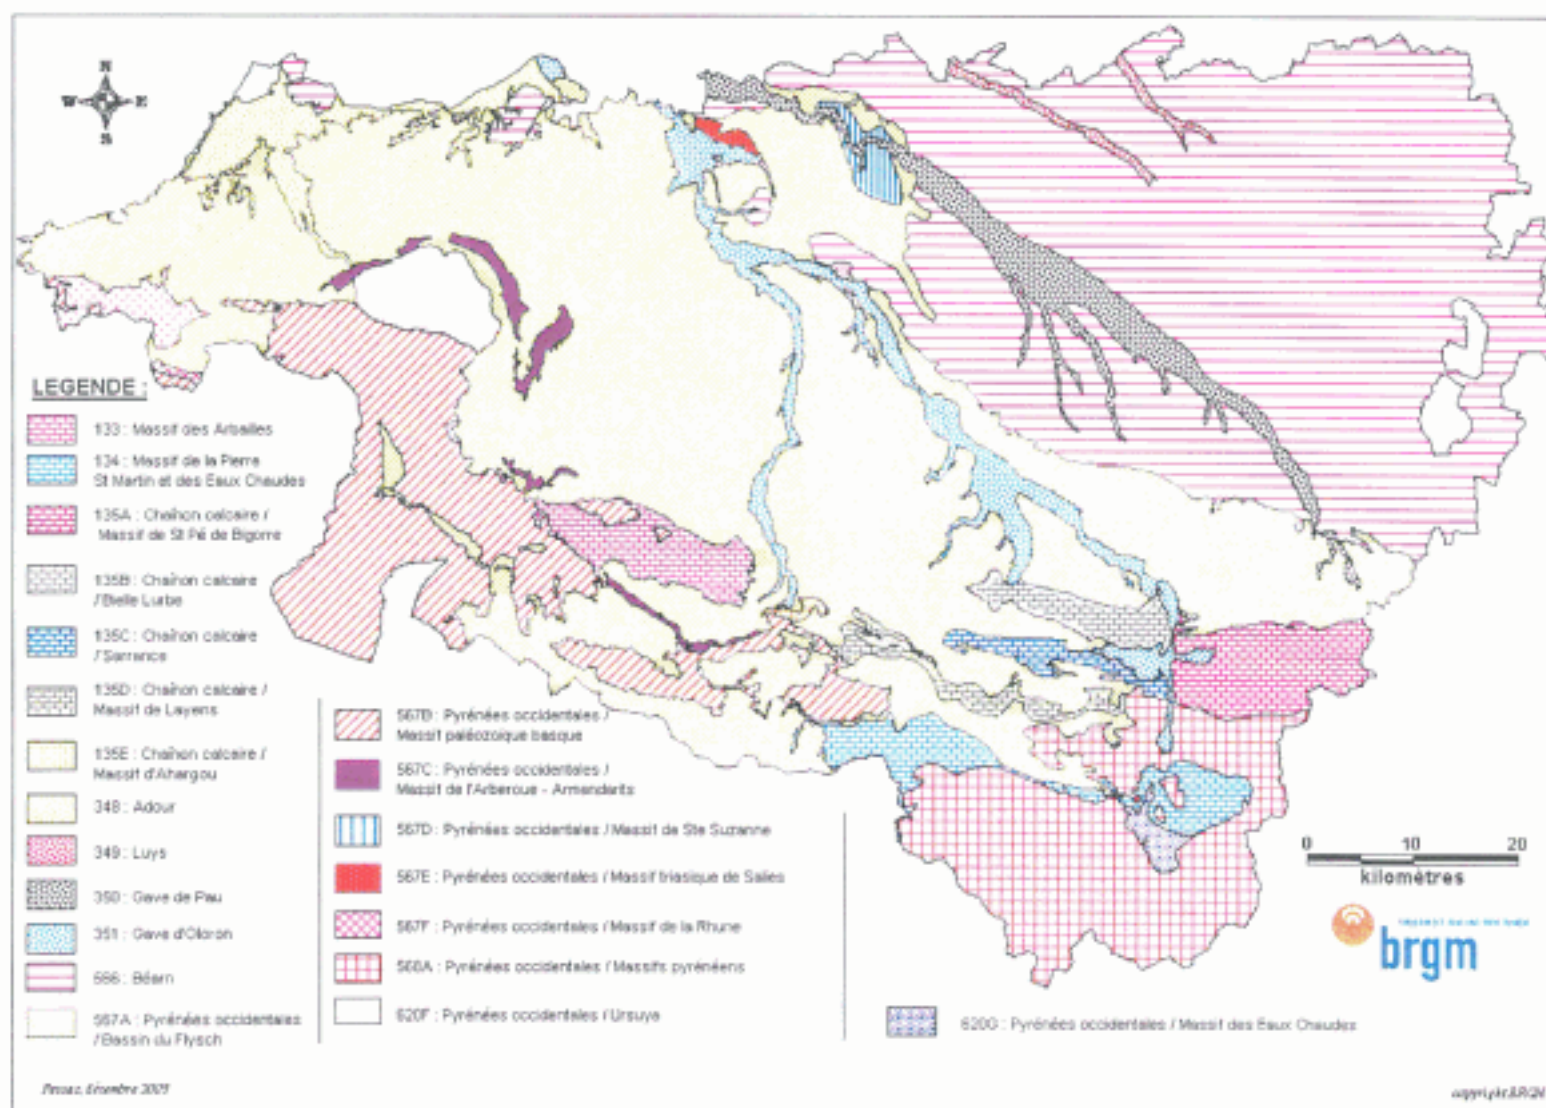 N
W E
S
LEGENDE :
133 : Massif des Arbailles
134 : Massif de la Pierre
St Martin et des Eaux Chaudes
135A : Chaînon calcaire /
Massif de St Pé de Bigorre
135B : Chaînon calcaire
/ Bielle Lurbe
135C : Chaînon calcaire
/ Sarrance
135D : Chaînon calcaire /
Massif de Layens
135E : Chaînon calcaire /
Massif d'Ahargou
348 : Adour
349 : Luys
350 : Gave de Pau
351 : Gave d'Oloron
566 : Béarn
567A : Pyrénées occidentales
/ Bassin du Flysch
567B : Pyrénées occidentales /
Massif paléozoïque basque
567C : Pyrénées occidentales /
Massif de l'Arberoue - Armendarits
567D : Pyrénées occidentales / Massif de Ste Suzanne
567E : Pyrénées occidentales / Massif triasique de Salies
567F : Pyrénées occidentales / Massif de la Rhune
568A : Pyrénées occidentales / Massifs pyrénéens
620F : Pyrénées occidentales / Ursuya
620G : Pyrénées occidentales / Massif des Eaux Chaudes
0 10 20
kilomètres
brgm
Pessac, Décembre 2005
copyright BRGM